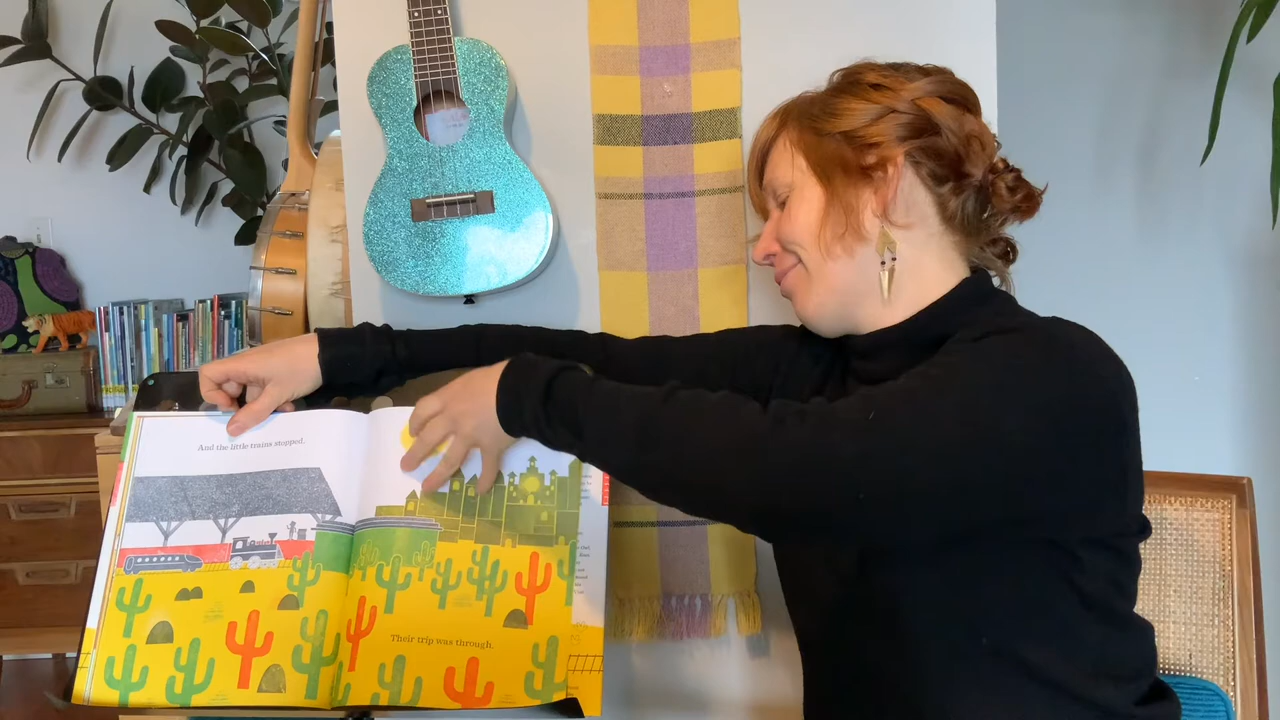 And the little trains stopped.
Their trip was through.